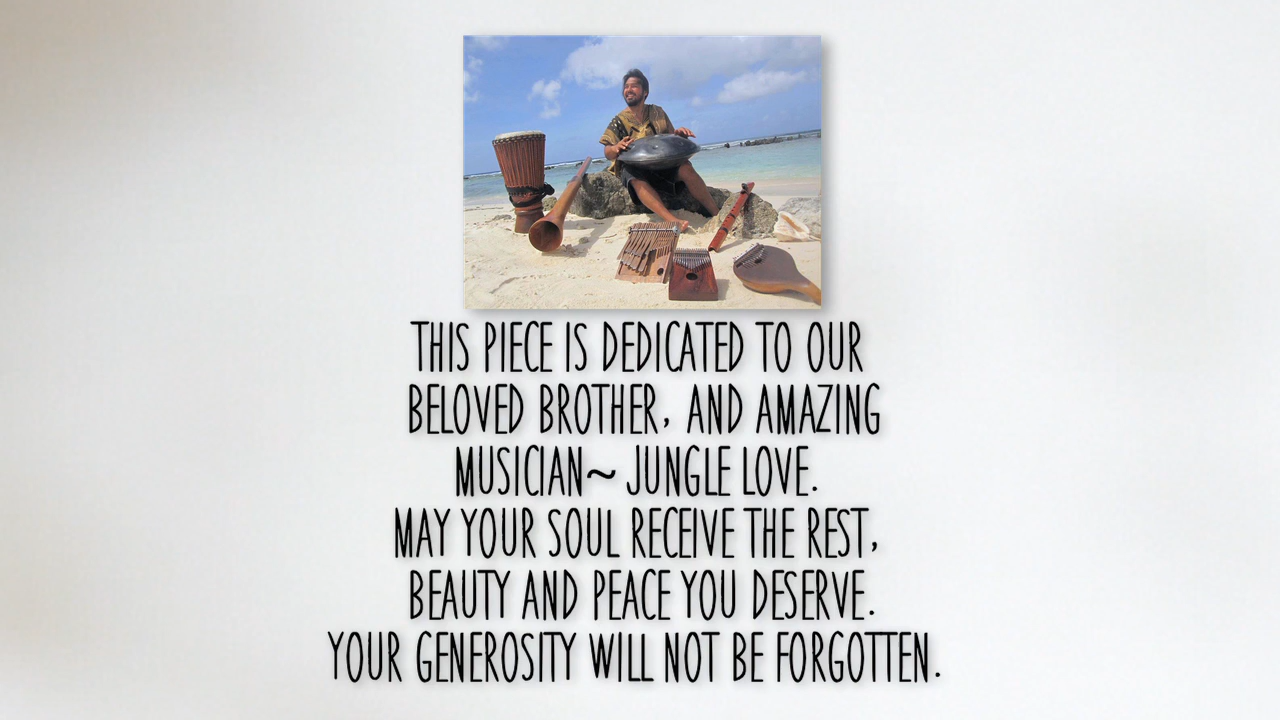 THIS PIECE IS DEDICATED TO OUR
BELOVED BROTHER, AND AMAZING
MUSICIAN~ JUNGLE LOVE.
MAY YOUR SOUL RECEIVE THE REST,
BEAUTY AND PEACE YOU DESERVE.
YOUR GENEROSITY WILL NOT BE FORGOTTEN.